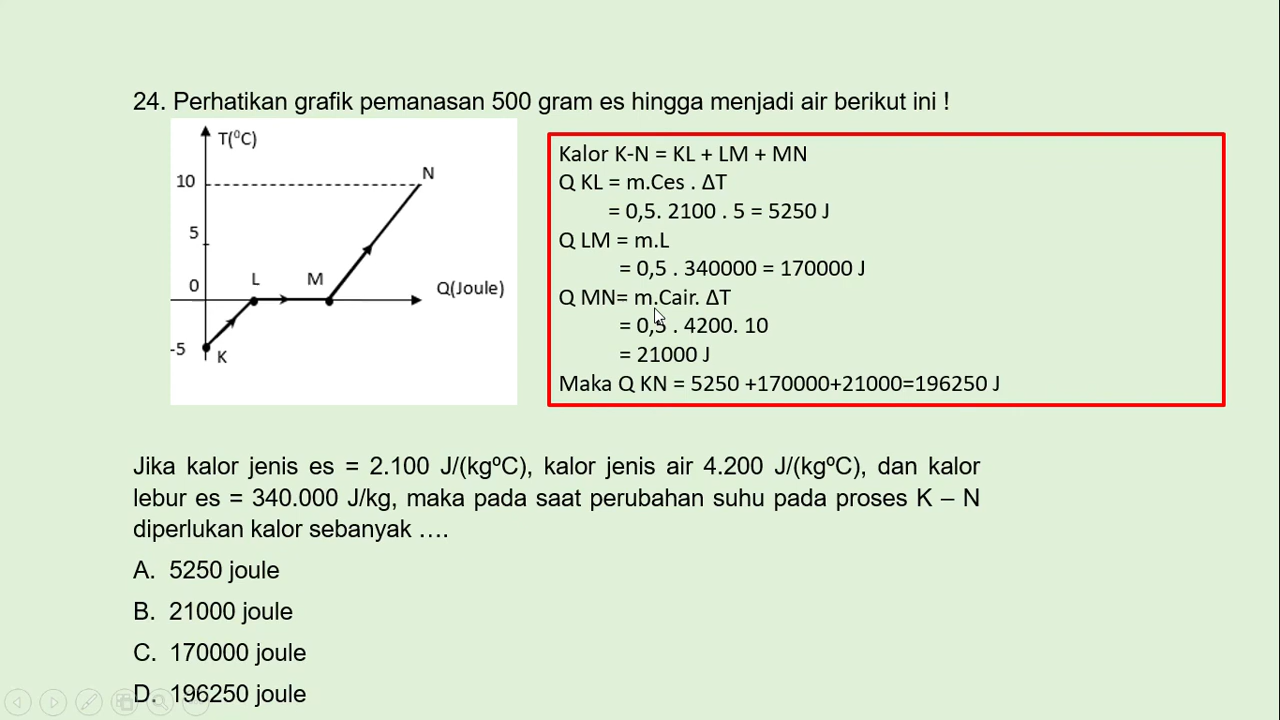 24. Perhatikan grafik pemanasan 500 gram es hingga menjadi air berikut ini !
T(⁰C)
10
N
5
0
L
M
Q(Joule)
-5
K
Kalor K-N = KL + LM + MN
Q KL = m.Ces . ΔT
= 0,5. 2100 . 5 = 5250 J
Q LM = m.L
= 0,5 . 340000 = 170000 J
Q MN= m.Cair. ΔT
= 0,5 . 4200. 10
= 21000 J
Maka Q KN = 5250 +170000+21000=196250 J
Jika kalor jenis es = 2.100 J/(kgºC), kalor jenis air 4.200 J/(kgºC), dan kalor
lebur es = 340.000 J/kg, maka pada saat perubahan suhu pada proses K – N
diperlukan kalor sebanyak ….
A. 5250 joule
B. 21000 joule
C. 170000 joule
D. 196250 joule